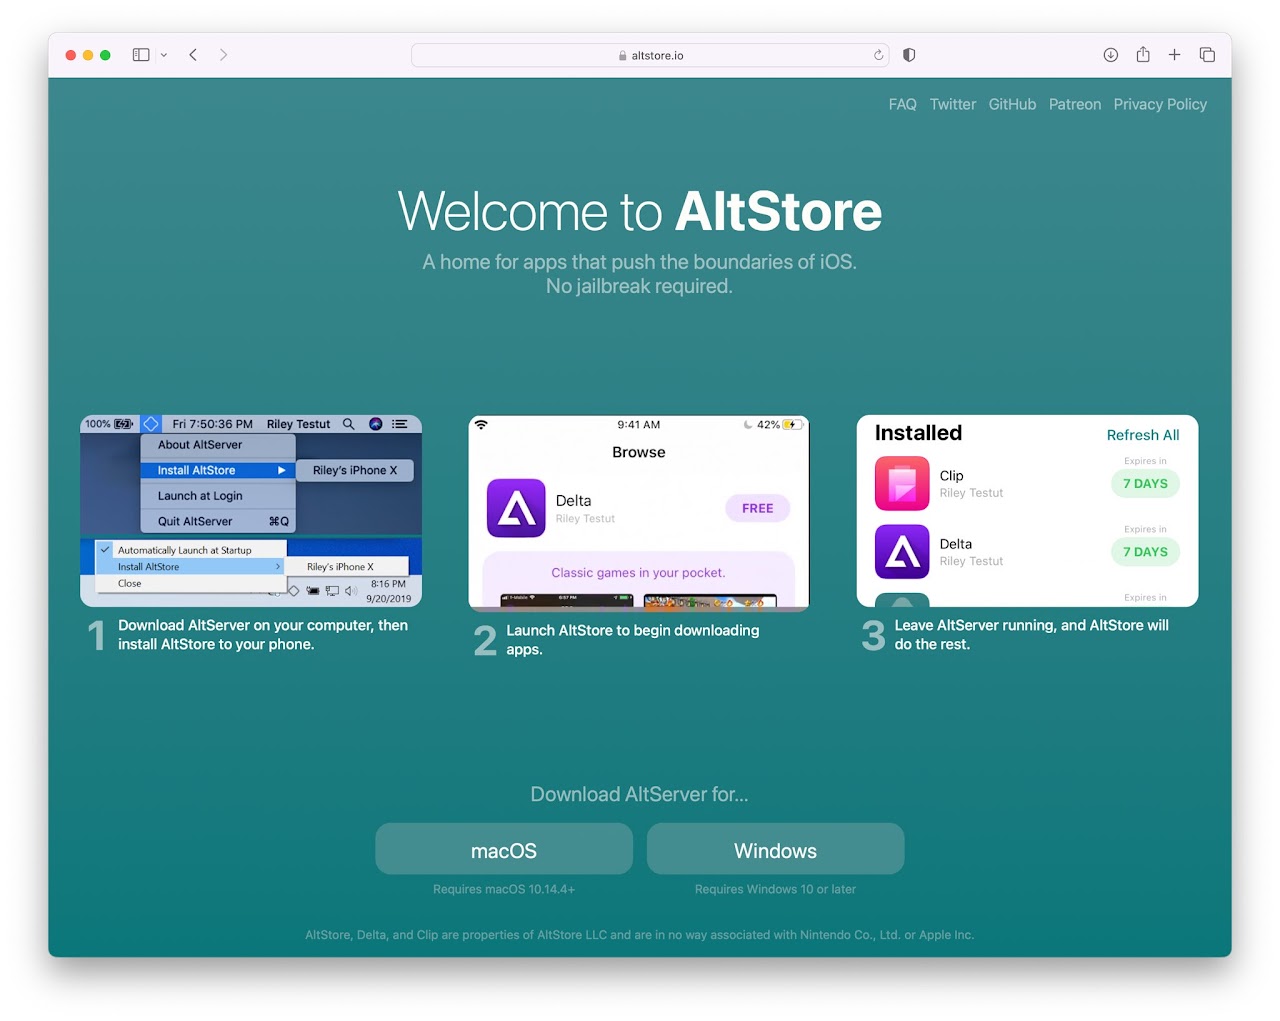 altstore.io
FAQ Twitter GitHub Patreon Privacy Policy
Welcome to AltStore
A home for apps that push the boundaries of iOS.
No jailbreak required.
100% Fri 7:50:36 PM Riley Testut
About AltServer
Install AltStore Riley's iPhone X
Launch at Login
Quit AltServer ⌘Q
Automatically Launch at Startup
Install AltStore Riley's iPhone X
Close
8:16 PM
9/20/2019
1 Download AltServer on your computer, then
install AltStore to your phone.
9:41 AM 42%
Browse
Delta
Riley Testut
FREE
Classic games in your pocket.
T-Mobile 6:57 PM
2 Launch AltStore to begin downloading
apps.
Installed Refresh All
Expires in
Clip
Riley Testut
7 DAYS
Expires in
Delta
Riley Testut
7 DAYS
Expires in
3 Leave AltServer running, and AltStore will
do the rest.
Download AltServer for...
macOS Windows
Requires macOS 10.14.4+ Requires Windows 10 or later
AltStore, Delta, and Clip are properties of AltStore LLC and are in no way associated with Nintendo Co., Ltd. or Apple Inc.